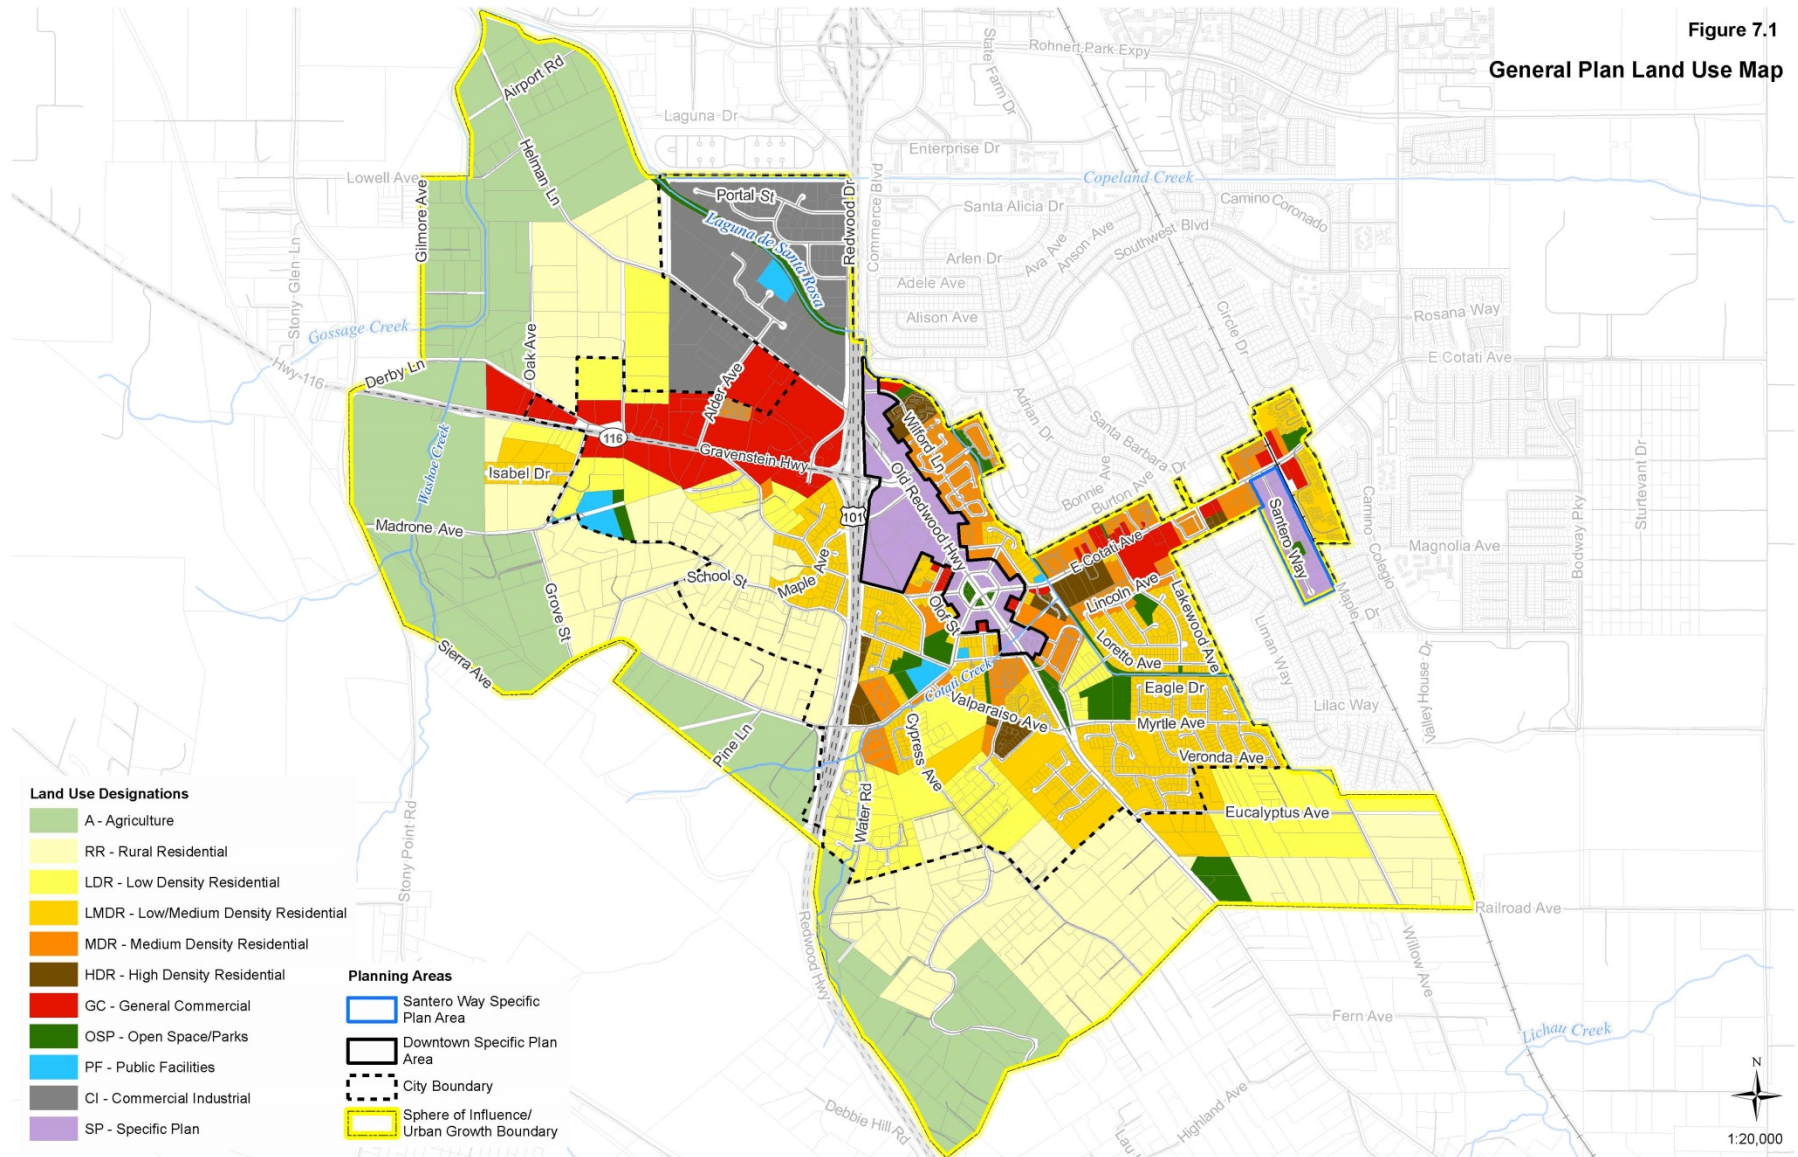 Figure 7.1
General Plan Land Use Map
Rohnert Park Expy
State Farm Dr
Airport Rd
Laguna Dr
Helman Ln
Enterprise Dr
Lowell Ave
Gilmore Ave
Copeland Creek
Portal St
Redwood Dr
Commerce Blvd
Santa Alicia Dr
Camino Coronado
Laguna de Santa Rosa
Ava Ave
Anson Ave
Southwest Blvd
Stony Glen Ln
Arlen Dr
Adele Ave
Alison Ave
Circle Dr
Rosana Way
Gossage Creek
Oak Ave
E Cotati Ave
Hwy 116
Derby Ln
Alder Ave
Adrian Dr
Santa Barbara Dr
Wilford Ln
116
Gravenstein Hwy
Washoe Creek
Isabel Dr
Old Redwood Hwy
Bonnie Ave
Burton Ave
Camino Colegio
Bodway Pky
Sturtevant Dr
101
Madrone Ave
Santero Way
E Cotati Ave
Magnolia Ave
School St
Maple Ave
Grove St
Olof St
Lincoln Ave
Lakewood Ave
Maple Dr
Liman Way
Sierra Ave
Loretto Ave
Cotati Creek
Eagle Dr
Valley House Dr
Lilac Way
Valparaiso Ave
Myrtle Ave
Cypress Ave
Pine Ln
Veronda Ave
Water Rd
Eucalyptus Ave
Stony Point Rd
Railroad Ave
Redwood Hwy
Willow Ave
Fern Ave
Lichau Creek
Debbie Hill Rd
Highland Ave
Lau
Land Use Designations
A - Agriculture
RR - Rural Residential
LDR - Low Density Residential
LMDR - Low/Medium Density Residential
MDR - Medium Density Residential
HDR - High Density Residential
GC - General Commercial
OSP - Open Space/Parks
PF - Public Facilities
CI - Commercial Industrial
SP - Specific Plan
Planning Areas
Santero Way Specific
Plan Area
Downtown Specific Plan
Area
City Boundary
Sphere of Influence/
Urban Growth Boundary
N
1:20,000